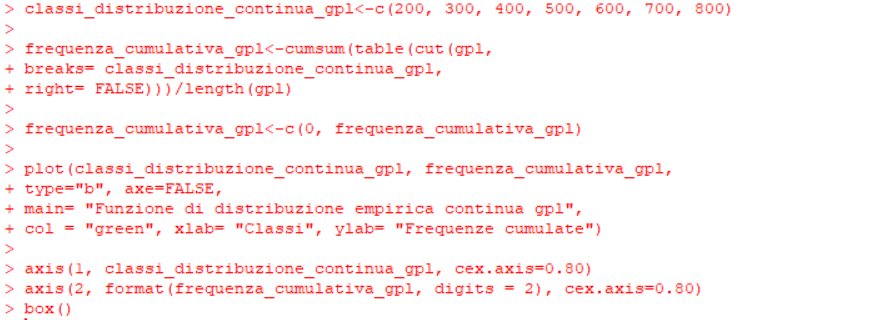 > classi_distribuzione_continua_gpl<-c(200, 300, 400, 500, 600, 700, 800)
>
> frequenza_cumulativa_gpl<-cumsum(table(cut(gpl,
+ breaks= classi_distribuzione_continua_gpl,
+ right= FALSE)))/length(gpl)
>
> frequenza_cumulativa_gpl<-c(0, frequenza_cumulativa_gpl)
>
> plot(classi_distribuzione_continua_gpl, frequenza_cumulativa_gpl,
+ type="b", axe=FALSE,
+ main= "Funzione di distribuzione empirica continua gpl",
+ col = "green", xlab= "Classi", ylab= "Frequenze cumulate")
>
> axis(1, classi_distribuzione_continua_gpl, cex.axis=0.80)
> axis(2, format(frequenza_cumulativa_gpl, digits = 2), cex.axis=0.80)
> box()